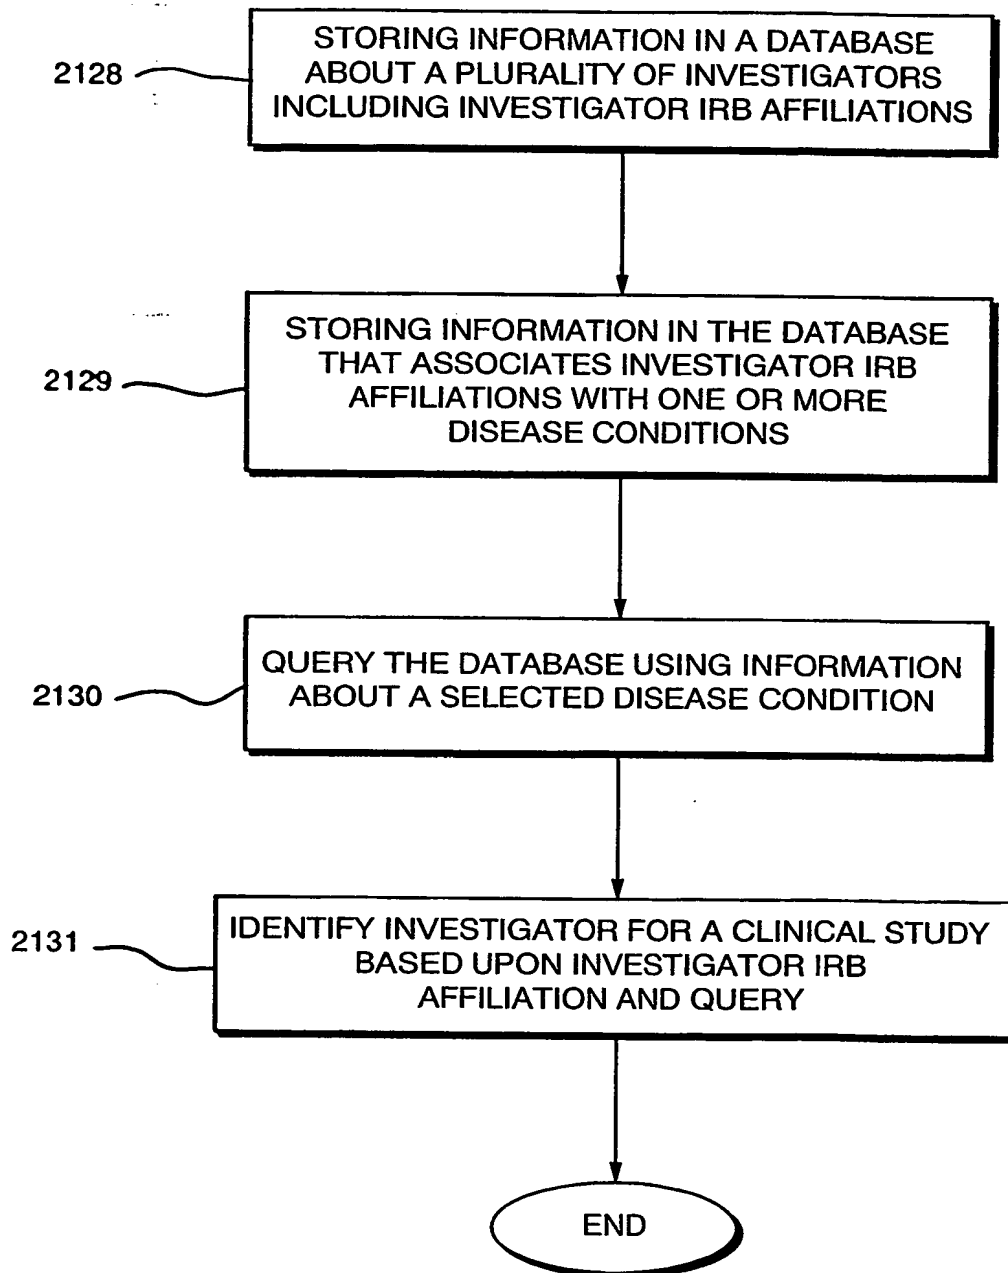 2128
STORING INFORMATION IN A DATABASE
ABOUT A PLURALITY OF INVESTIGATORS
INCLUDING INVESTIGATOR IRB AFFILIATIONS
2129
STORING INFORMATION IN THE DATABASE
THAT ASSOCIATES INVESTIGATOR IRB
AFFILIATIONS WITH ONE OR MORE
DISEASE CONDITIONS
2130
QUERY THE DATABASE USING INFORMATION
ABOUT A SELECTED DISEASE CONDITION
2131
IDENTIFY INVESTIGATOR FOR A CLINICAL STUDY
BASED UPON INVESTIGATOR IRB
AFFILIATION AND QUERY
END